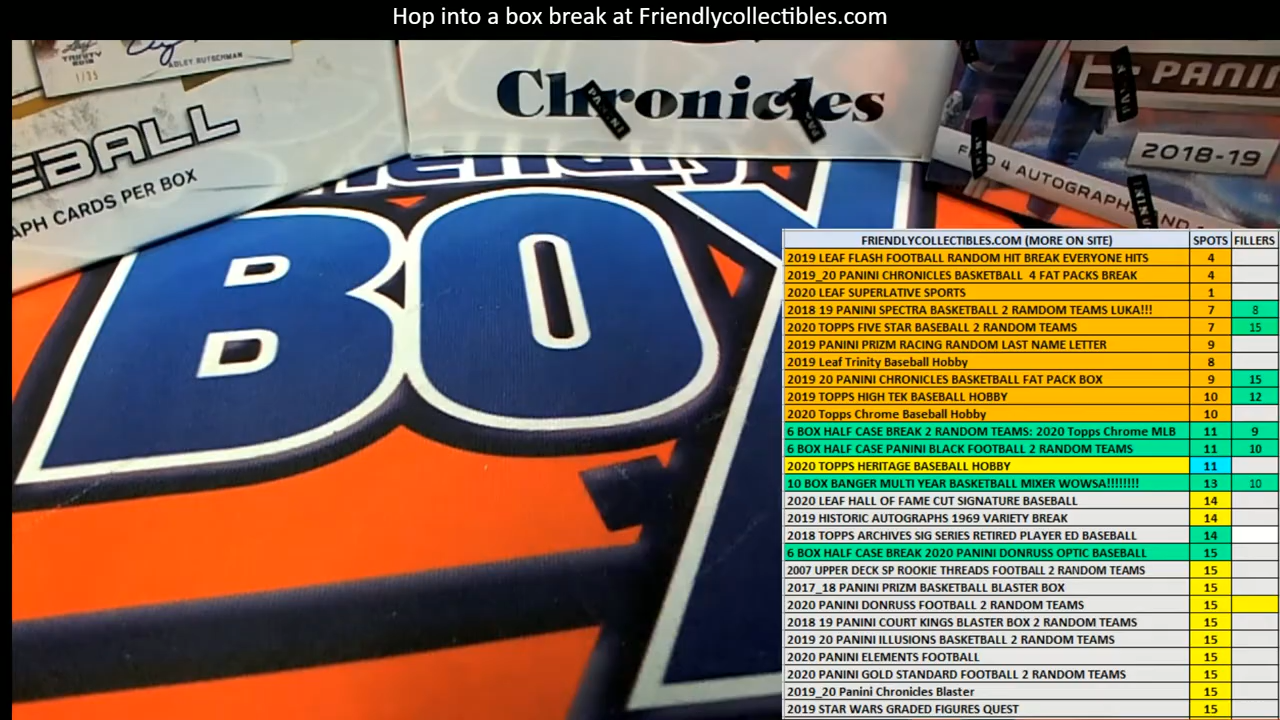 Hop into a box break at Friendlycollectibles.com
TRINITY
ADLEY RUTSCHMAN
1/35
Chronicles
PANINI
2018-19
4 AUTOGRAPHS
EBALL
APH CARDS PER BOX
BO
FRIENDLYCOLLECTIBLES.COM (MORE ON SITE) SPOTS FILLERS
2019 LEAF FLASH FOOTBALL RANDOM HIT BREAK EVERYONE HITS 4
2019_20 PANINI CHRONICLES BASKETBALL 4 FAT PACKS BREAK 4
2020 LEAF SUPERLATIVE SPORTS 1
2018 19 PANINI SPECTRA BASKETBALL 2 RAMDOM TEAMS LUKA!!! 7 8
2020 TOPPS FIVE STAR BASEBALL 2 RANDOM TEAMS 7 15
2019 PANINI PRIZM RACING RANDOM LAST NAME LETTER 9
2019 Leaf Trinity Baseball Hobby 8
2019 20 PANINI CHRONICLES BASKETBALL FAT PACK BOX 9 15
2019 TOPPS HIGH TEK BASEBALL HOBBY 10 12
2020 Topps Chrome Baseball Hobby 10
6 BOX HALF CASE BREAK 2 RANDOM TEAMS: 2020 Topps Chrome MLB 11 9
6 BOX HALF CASE PANINI BLACK FOOTBALL 2 RANDOM TEAMS 11 10
2020 TOPPS HERITAGE BASEBALL HOBBY 11
10 BOX BANGER MULTI YEAR BASKETBALL MIXER WOWSA!!!!!!!! 13 10
2020 LEAF HALL OF FAME CUT SIGNATURE BASEBALL 14
2019 HISTORIC AUTOGRAPHS 1969 VARIETY BREAK 14
2018 TOPPS ARCHIVES SIG SERIES RETIRED PLAYER ED BASEBALL 14
6 BOX HALF CASE BREAK 2020 PANINI DONRUSS OPTIC BASEBALL 15
2007 UPPER DECK SP ROOKIE THREADS FOOTBALL 2 RANDOM TEAMS 15
2017_18 PANINI PRIZM BASKETBALL BLASTER BOX 15
2020 PANINI DONRUSS FOOTBALL 2 RANDOM TEAMS 15
2018 19 PANINI COURT KINGS BLASTER BOX 2 RANDOM TEAMS 15
2019 20 PANINI ILLUSIONS BASKETBALL 2 RANDOM TEAMS 15
2020 PANINI ELEMENTS FOOTBALL 15
2020 PANINI GOLD STANDARD FOOTBALL 2 RANDOM TEAMS 15
2019_20 Panini Chronicles Blaster 15
2019 STAR WARS GRADED FIGURES QUEST 15